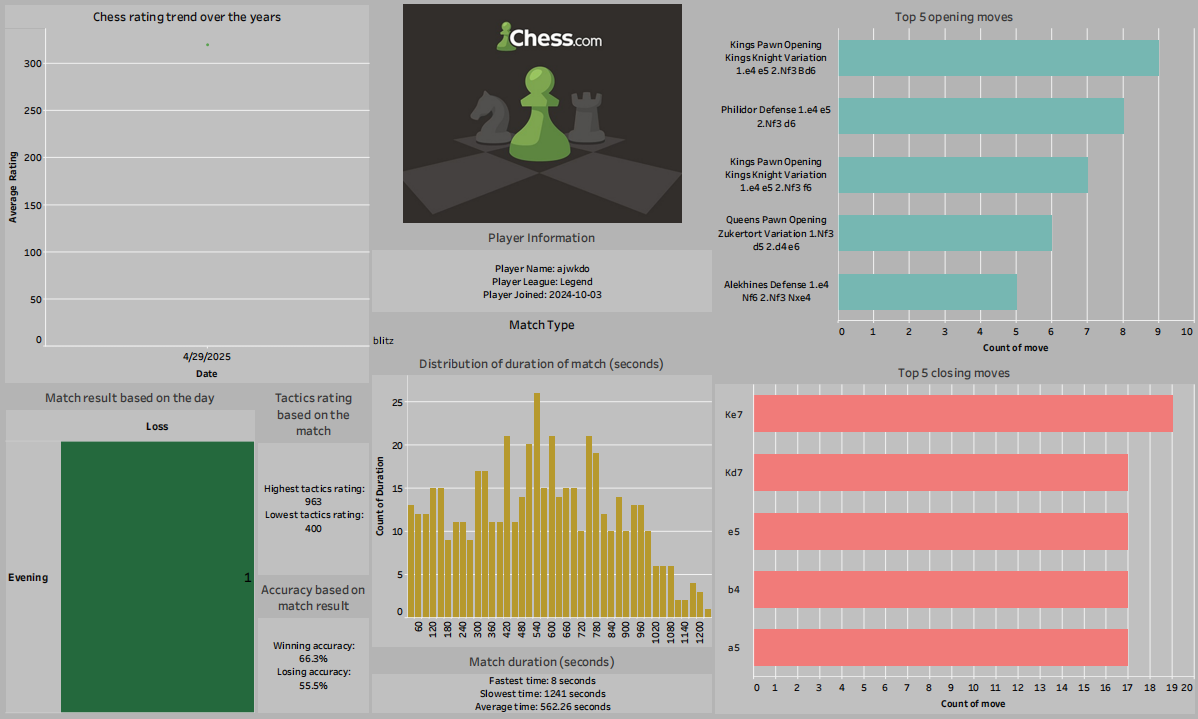 Chess rating trend over the years
300
250
200
150
100
50
0
Average Rating
4/29/2025
Date
Chess.com
Player Information
Player Name: ajwkdo
Player League: Legend
Player Joined: 2024-10-03
Match Type
blitz
Top 5 opening moves
Kings Pawn Opening
Kings Knight Variation
1.e4 e5 2.Nf3 Bd6
Philidor Defense 1.e4 e5
2.Nf3 d6
Kings Pawn Opening
Kings Knight Variation
1.e4 e5 2.Nf3 f6
Queens Pawn Opening
Zukertort Variation 1.Nf3
d5 2.d4 e6
Alekhines Defense 1.e4
Nf6 2.Nf3 Nxe4
0 1 2 3 4 5 6 7 8 9 10
Count of move
Match result based on the day
Loss
Evening
1
Tactics rating
based on the
match
Highest tactics rating:
963
Lowest tactics rating:
400
Accuracy based on
match result
Winning accuracy:
66.3%
Losing accuracy:
55.5%
Distribution of duration of match (seconds)
25
20
15
10
5
0
Count of Duration
60 120 180 240 300 360 420 480 540 600 660 720 780 840 900 960 1020 1080 1140 1200
Match duration (seconds)
Fastest time: 8 seconds
Slowest time: 1241 seconds
Average time: 562.26 seconds
Top 5 closing moves
Ke7
Kd7
e5
b4
a5
0 1 2 3 4 5 6 7 8 9 10 11 12 13 14 15 16 17 18 19 20
Count of move